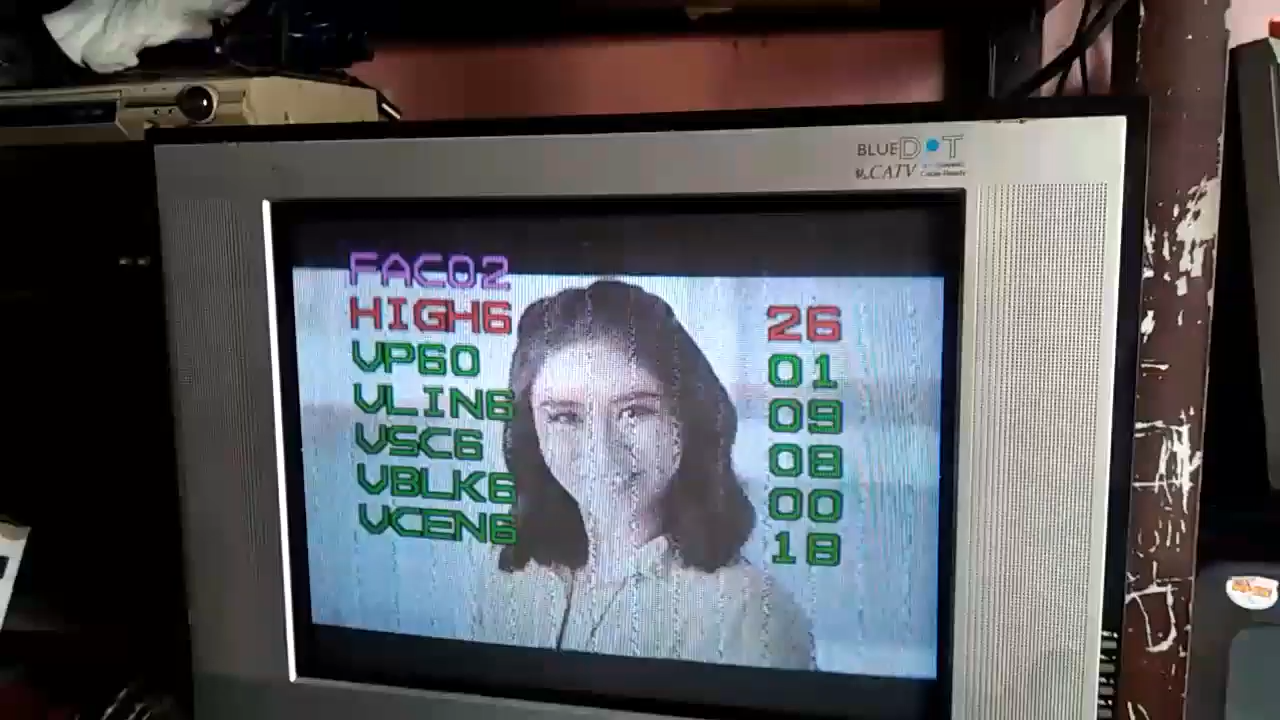 BLUE DOT
CATV
FAC02
HIGH6 26
VP60 01
VLIN6 09
VSC6 08
VBLK6 00
VCEN6 18